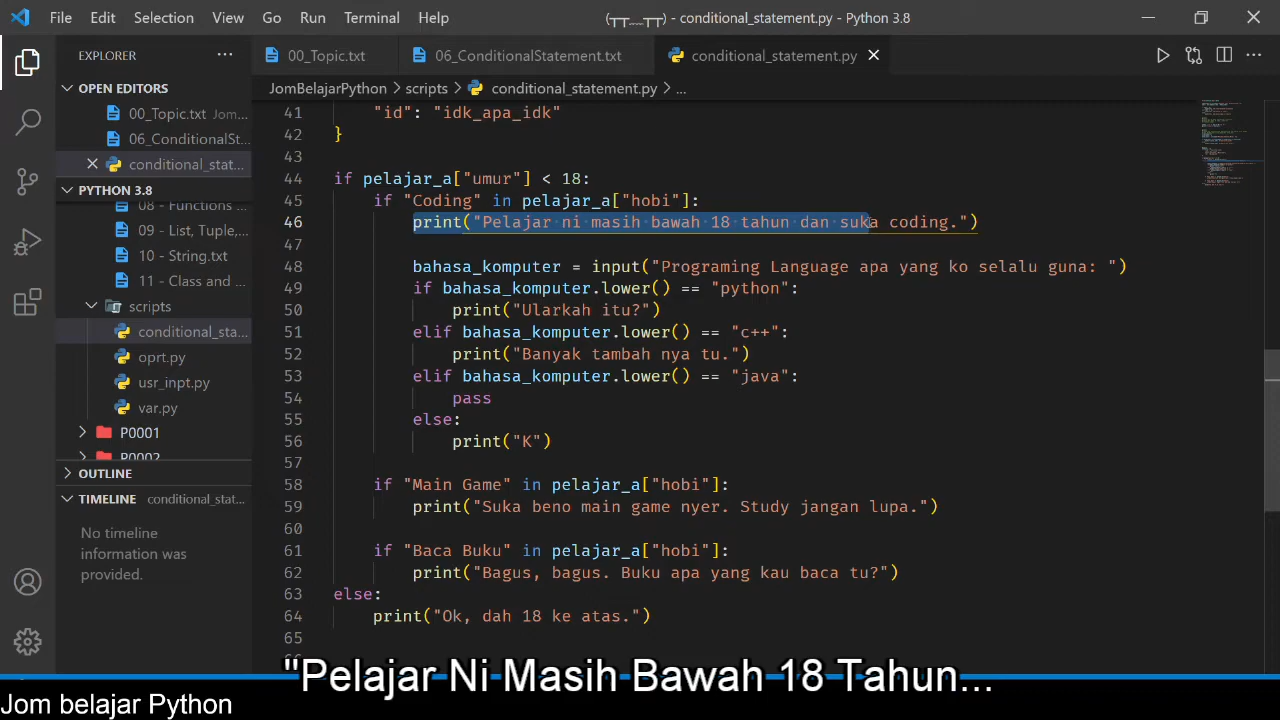 File Edit Selection View Go Run Terminal Help
(┬┬﹏┬┬) - conditional_statement.py - Python 3.8
EXPLORER
00_Topic.txt
06_ConditionalStatement.txt
conditional_statement.py
OPEN EDITORS
00_Topic.txt Jom...
06_ConditionalSt...
conditional_stat...
PYTHON 3.8
08 - Functions
09 - List, Tuple,
10 - String.txt
11 - Class and
scripts
conditional_sta...
oprt.py
usr_inpt.py
var.py
P0001
P0002
OUTLINE
TIMELINE conditional_stat...
No timeline
information was
provided.
JomBelajarPython > scripts > conditional_statement.py > ...
41 "id": "idk_apa_idk"
42 }
43
44 if pelajar_a["umur"] < 18:
45 if "Coding" in pelajar_a["hobi"]:
46 print("Pelajar ni masih bawah 18 tahun dan suka coding.")
47
48 bahasa_komputer = input("Programing Language apa yang ko selalu guna: ")
49 if bahasa_komputer.lower() == "python":
50 print("Ularkah itu?")
51 elif bahasa_komputer.lower() == "c++":
52 print("Banyak tambah nya tu.")
53 elif bahasa_komputer.lower() == "java":
54 pass
55 else:
56 print("K")
57
58 if "Main Game" in pelajar_a["hobi"]:
59 print("Suka beno main game nyer. Study jangan lupa.")
60
61 if "Baca Buku" in pelajar_a["hobi"]:
62 print("Bagus, bagus. Buku apa yang kau baca tu?")
63 else:
64 print("Ok, dah 18 ke atas.")
65
"Pelajar Ni Masih Bawah 18 Tahun...
Jom belajar Python